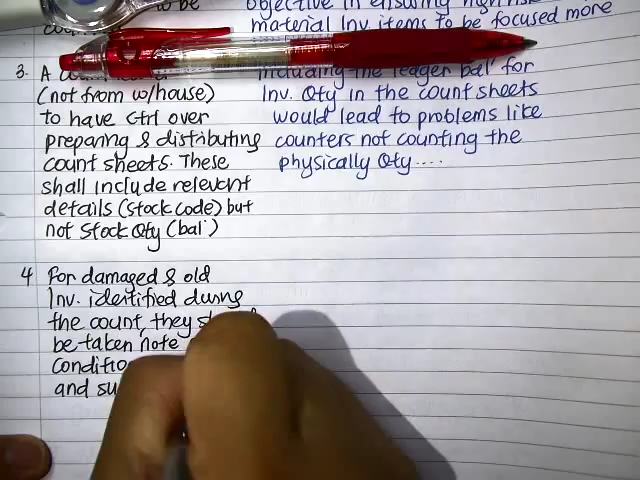 to be objective in ensuring high risk
material Inv items to be focused more
3. A including the ledger bal' for
(not from w/house) Inv. Qty in the count sheets
to have ctrl over would lead to problems like
preparing & distributing counters not counting the
count sheets. These physically Qty ....
shall include relevent
details (stock code) but
not stock Qty (bal')
4 For damaged & old
Inv. identified during
the count, they
be taken note
and